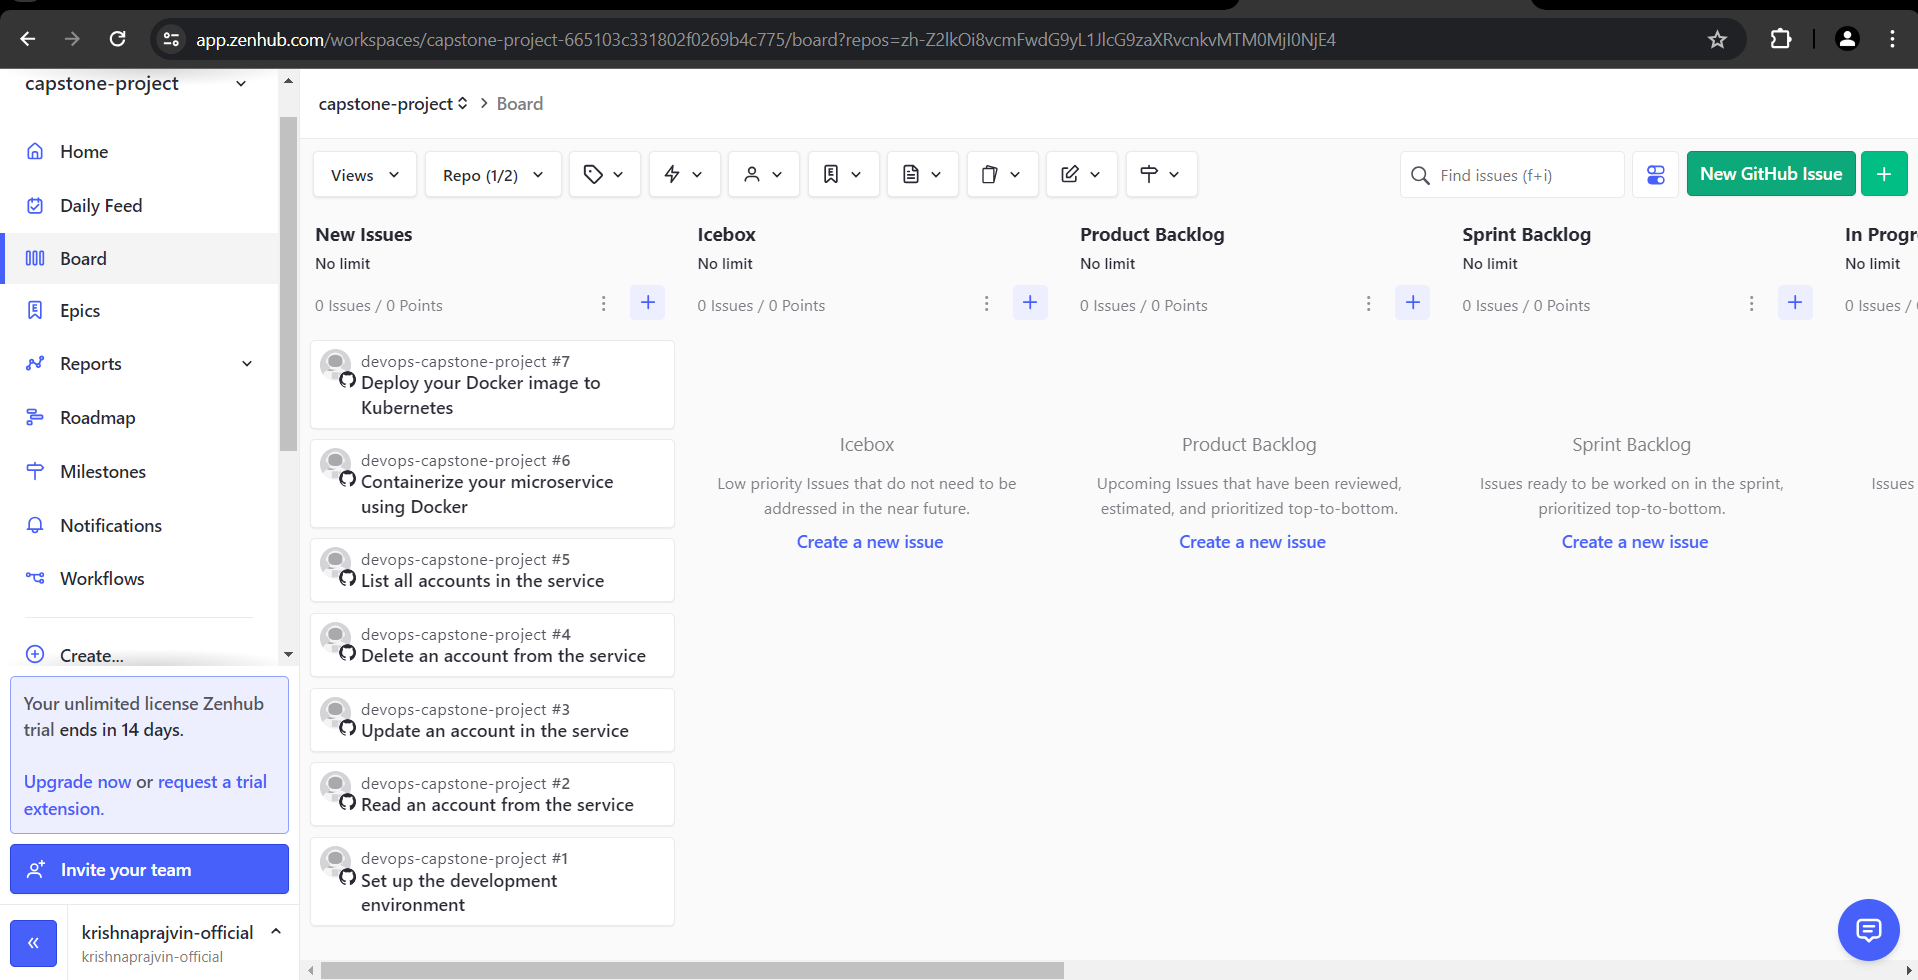 app.zenhub.com/workspaces/capstone-project-665103c331802f0269b4c775/board?repos=zh-Z2lkOi8vcmFwdG9yL1JlcG9zaXRvcnkvMTM0MjI0NjE4
capstone-project
Home
Daily Feed
Board
Epics
Reports
Roadmap
Milestones
Notifications
Workflows
Create...
Your unlimited license Zenhub
trial ends in 14 days.
Upgrade now or request a trial
extension.
Invite your team
«
krishnaprajvin-official
krishnaprajvin-official
capstone-project > Board
Views
Repo (1/2)
Find issues (f+i)
New GitHub Issue
+
New Issues
No limit
0 Issues / 0 Points
devops-capstone-project #7
Deploy your Docker image to
Kubernetes
devops-capstone-project #6
Containerize your microservice
using Docker
devops-capstone-project #5
List all accounts in the service
devops-capstone-project #4
Delete an account from the service
devops-capstone-project #3
Update an account in the service
devops-capstone-project #2
Read an account from the service
devops-capstone-project #1
Set up the development
environment
Icebox
No limit
0 Issues / 0 Points
Icebox
Low priority Issues that do not need to be
addressed in the near future.
Create a new issue
Product Backlog
No limit
0 Issues / 0 Points
Product Backlog
Upcoming Issues that have been reviewed,
estimated, and prioritized top-to-bottom.
Create a new issue
Sprint Backlog
No limit
0 Issues / 0 Points
Sprint Backlog
Issues ready to be worked on in the sprint,
prioritized top-to-bottom.
Create a new issue
In Progr
No limit
0 Issues /
Issues